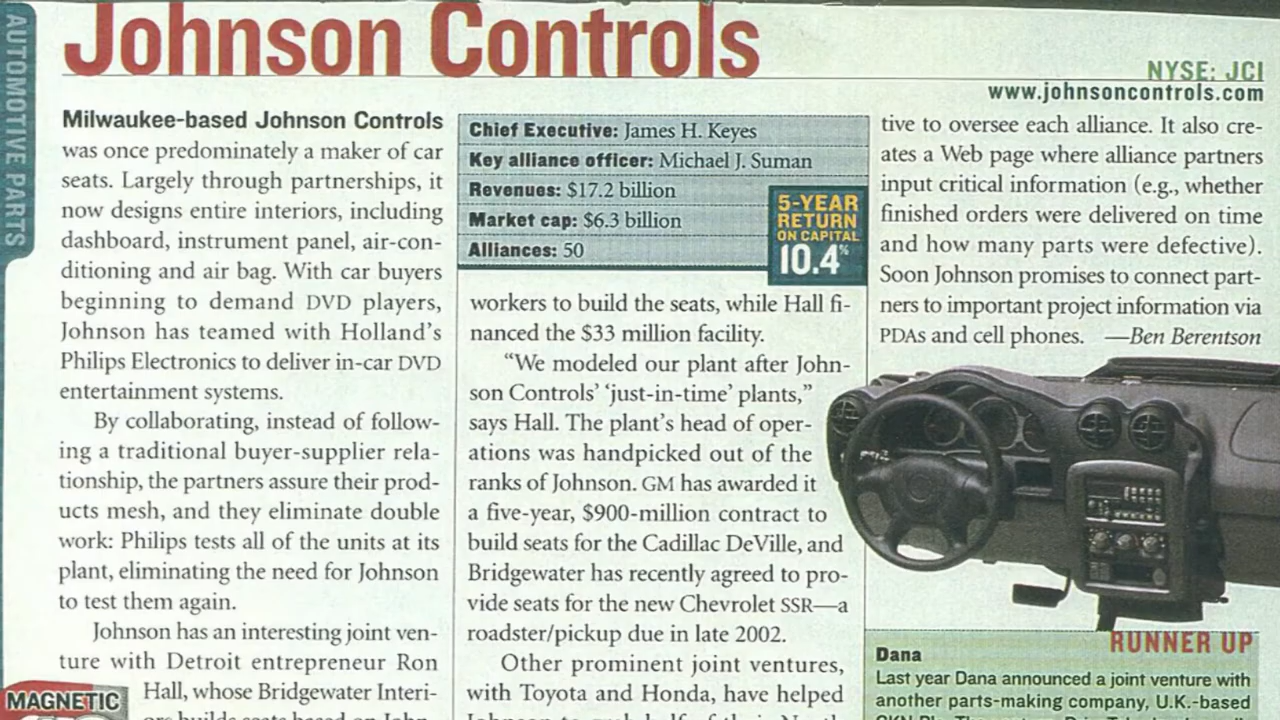 AUTOMOTIVE PARTS
Johnson Controls
NYSE: JCI
www.johnsoncontrols.com
Milwaukee-based Johnson Controls
was once predominately a maker of car
seats. Largely through partnerships, it
now designs entire interiors, including
dashboard, instrument panel, air-con-
ditioning and air bag. With car buyers
beginning to demand DVD players,
Johnson has teamed with Holland's
Philips Electronics to deliver in-car DVD
entertainment systems.
By collaborating, instead of follow-
ing a traditional buyer-supplier rela-
tionship, the partners assure their prod-
ucts mesh, and they eliminate double
work: Philips tests all of the units at its
plant, eliminating the need for Johnson
to test them again.
Johnson has an interesting joint ven-
ture with Detroit entrepreneur Ron
Hall, whose Bridgewater Interi-
ors builds seats based on John-
MAGNETIC
Chief Executive: James H. Keyes
Key alliance officer: Michael J. Suman
Revenues: $17.2 billion
Market cap: $6.3 billion
Alliances: 50
5-YEAR
RETURN
ON CAPITAL
10.4%
workers to build the seats, while Hall fi-
nanced the $33 million facility.
"We modeled our plant after John-
son Controls' 'just-in-time' plants,"
says Hall. The plant's head of oper-
ations was handpicked out of the
ranks of Johnson. GM has awarded it
a five-year, $900-million contract to
build seats for the Cadillac DeVille, and
Bridgewater has recently agreed to pro-
vide seats for the new Chevrolet SSR—a
roadster/pickup due in late 2002.
Other prominent joint ventures,
with Toyota and Honda, have helped
Johnson to grab half of their North
tive to oversee each alliance. It also cre-
ates a Web page where alliance partners
input critical information (e.g., whether
finished orders were delivered on time
and how many parts were defective).
Soon Johnson promises to connect part-
ners to important project information via
PDAs and cell phones. —Ben Berentson
RUNNER UP
Dana
Last year Dana announced a joint venture with
another parts-making company, U.K.-based